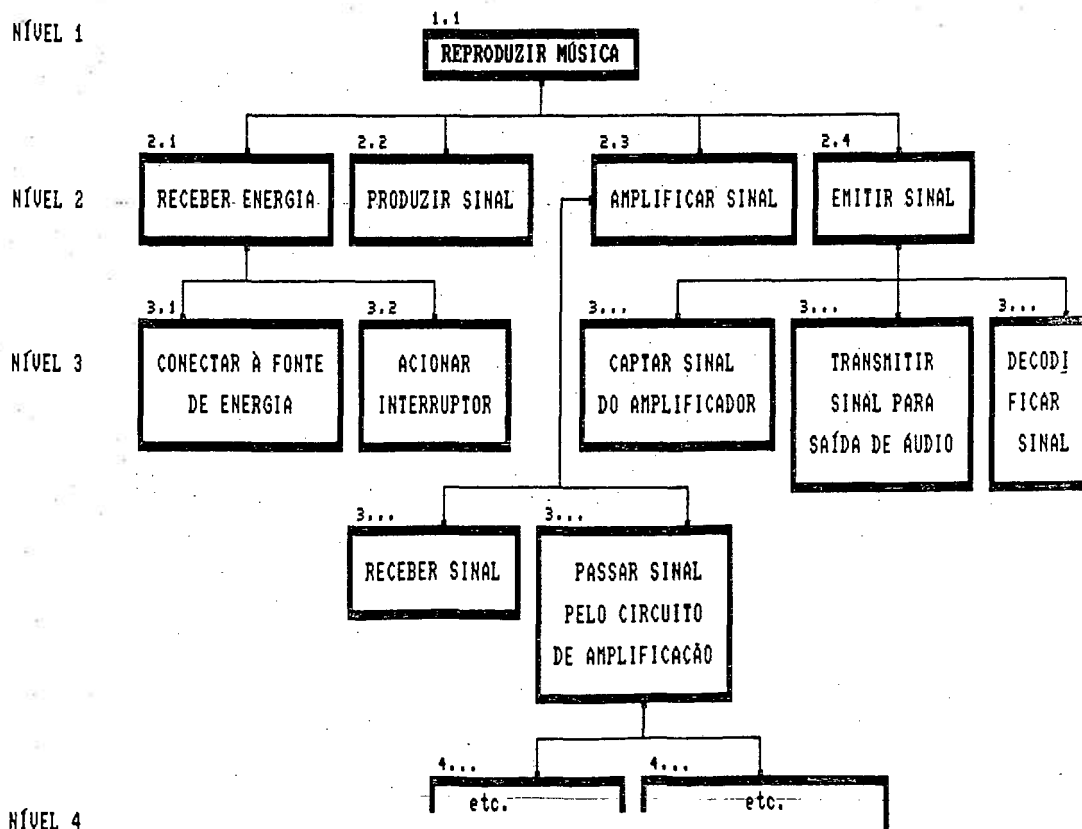 NÍVEL 1
1.1
REPRODUZIR MÚSICA
2.1
2.2
2.3
2.4
NÍVEL 2
RECEBER ENERGIA
PRODUZIR SINAL
AMPLIFICAR SINAL
EMITIR SINAL
3.1
3.2
3...
3...
3...
NÍVEL 3
CONECTAR À FONTE
DE ENERGIA
ACIONAR
INTERRUPTOR
CAPTAR SINAL
DO AMPLIFICADOR
TRANSMITIR
SINAL PARA
SAÍDA DE ÁUDIO
DECODI
FICAR
SINAL
3...
3...
RECEBER SINAL
PASSAR SINAL
PELO CIRCUITO
DE AMPLIFICAÇÃO
4...
4...
etc.
etc.
NÍVEL 4